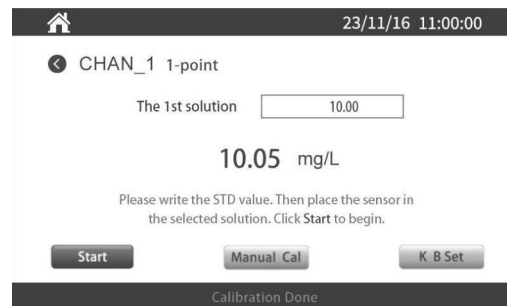 23/11/16 11:00:00
CHAN_1 1-point
The 1st solution 10.00
10.05 mg/L
Please write the STD value. Then place the sensor in
the selected solution. Click Start to begin.
Start Manual Cal K B Set
Calibration Done